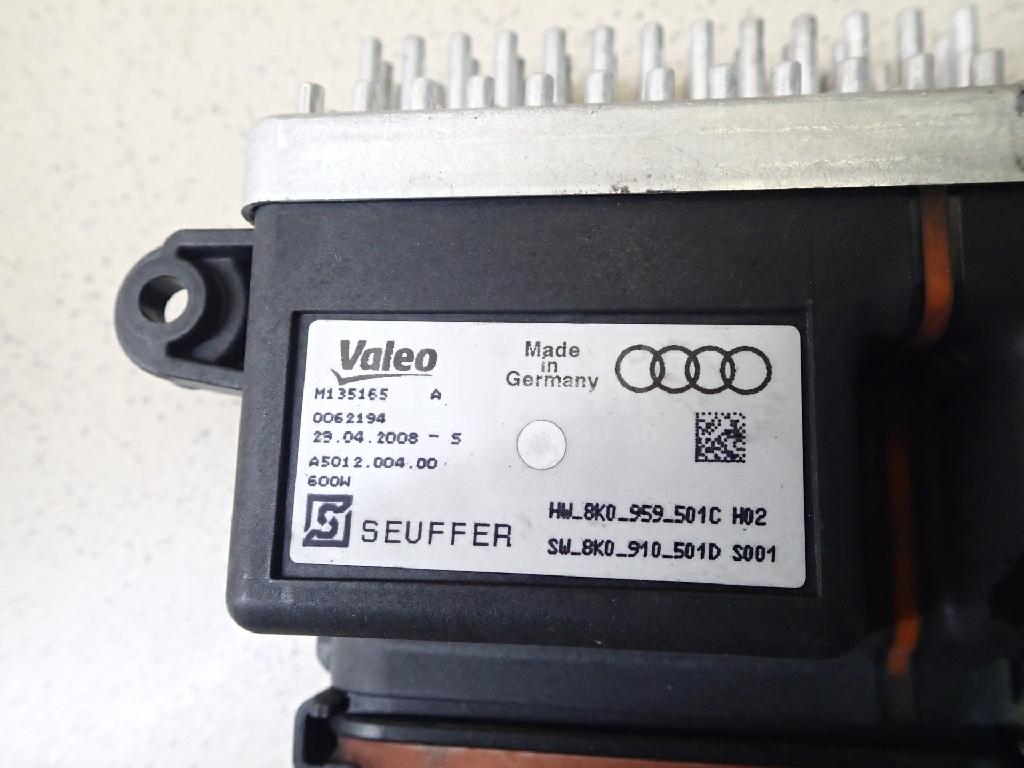 Valeo
Made
in
Germany
M135165 A
0062194
29.04.2008 - S
A5012.004.00
600W
SEUFFER
HW_8K0_959_501C H02
SW_8K0_910_501D S001